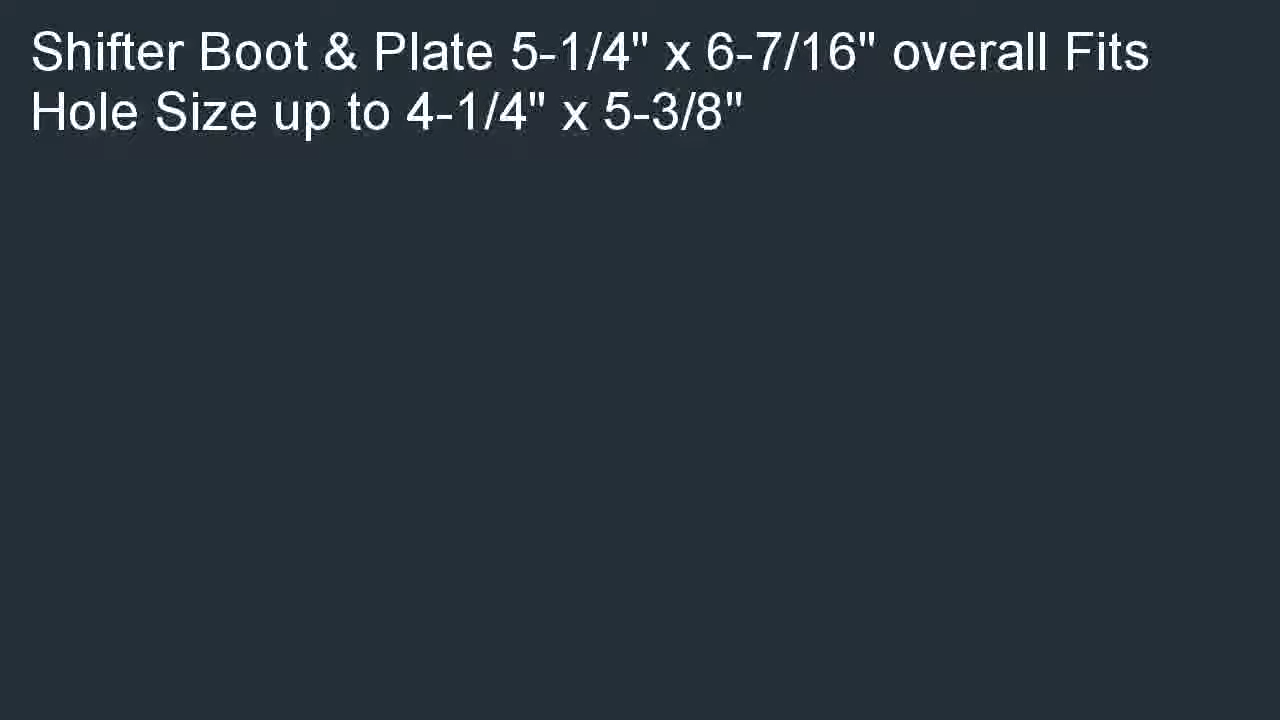 Shifter Boot & Plate 5-1/4" x 6-7/16" overall Fits
Hole Size up to 4-1/4" x 5-3/8"